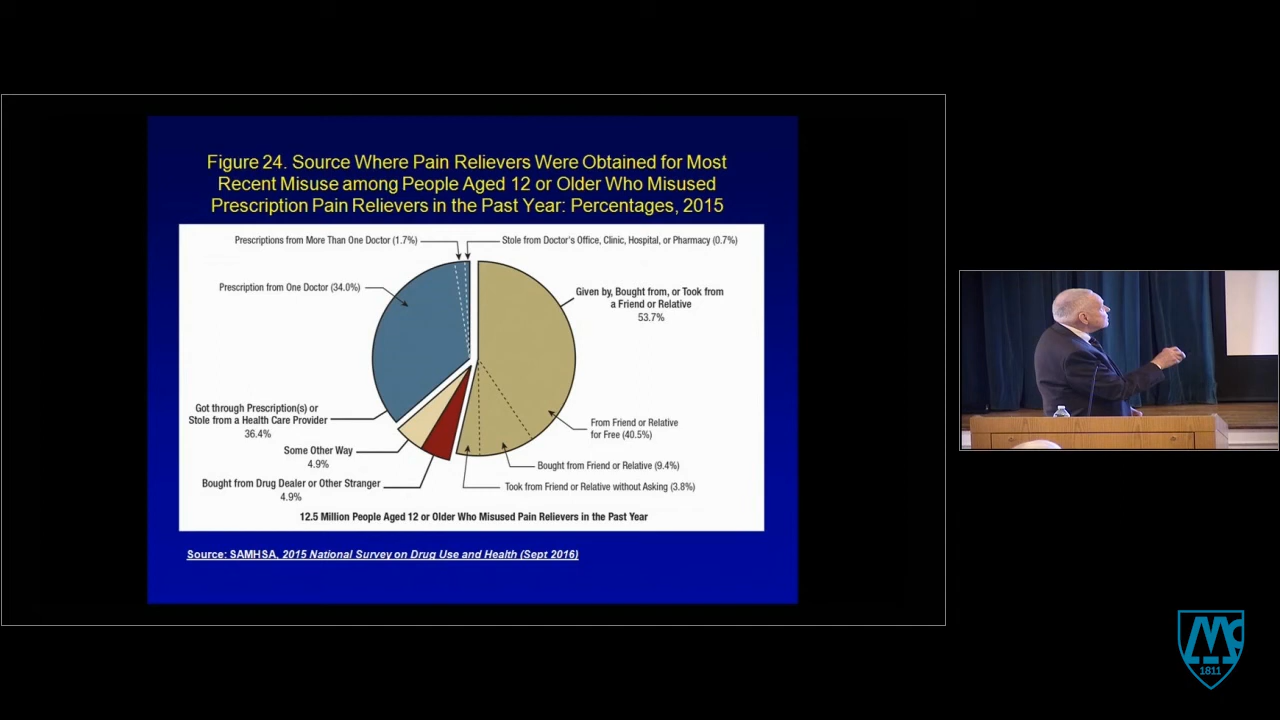 Figure 24. Source Where Pain Relievers Were Obtained for Most
Recent Misuse among People Aged 12 or Older Who Misused
Prescription Pain Relievers in the Past Year: Percentages, 2015
Prescriptions from More Than One Doctor (1.7%)
Stole from Doctor's Office, Clinic, Hospital, or Pharmacy (0.7%)
Prescription from One Doctor (34.0%)
Given by, Bought from, or Took from
a Friend or Relative
53.7%
Got through Prescription(s) or
Stole from a Health Care Provider
36.4%
Some Other Way
4.9%
Bought from Drug Dealer or Other Stranger
4.9%
From Friend or Relative
for Free (40.5%)
Bought from Friend or Relative (9.4%)
Took from Friend or Relative without Asking (3.8%)
12.5 Million People Aged 12 or Older Who Misused Pain Relievers in the Past Year
Source: SAMHSA, 2015 National Survey on Drug Use and Health (Sept 2016)
Mc
1811